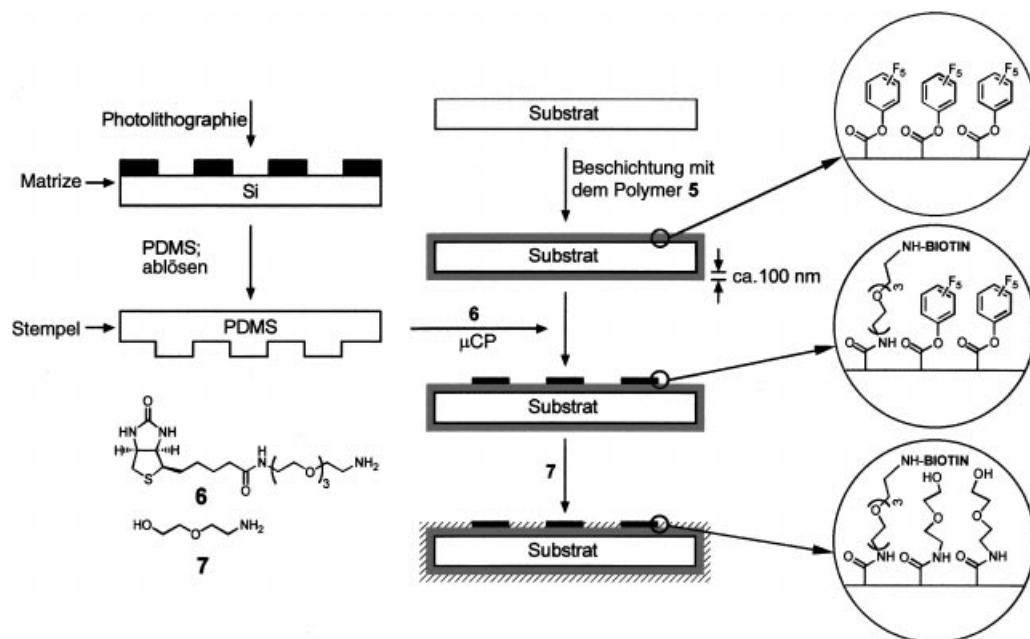 Photolithographie
Matrize
Si
PDMS;
ablösen
Stempel
PDMS
6
μCP
O
HN NH
H H
S
O
H
N
O
3
NH2
6
HO O NH2
7
Substrat
Beschichtung mit
dem Polymer 5
Substrat
ca.100 nm
Substrat
7
Substrat
F5 F5 F5
O O O
O O O
NH-BIOTIN
O 3
F5 F5
O O
O NH O O
NH-BIOTIN
HO HO
O 3
O O
O NH O NH O NH